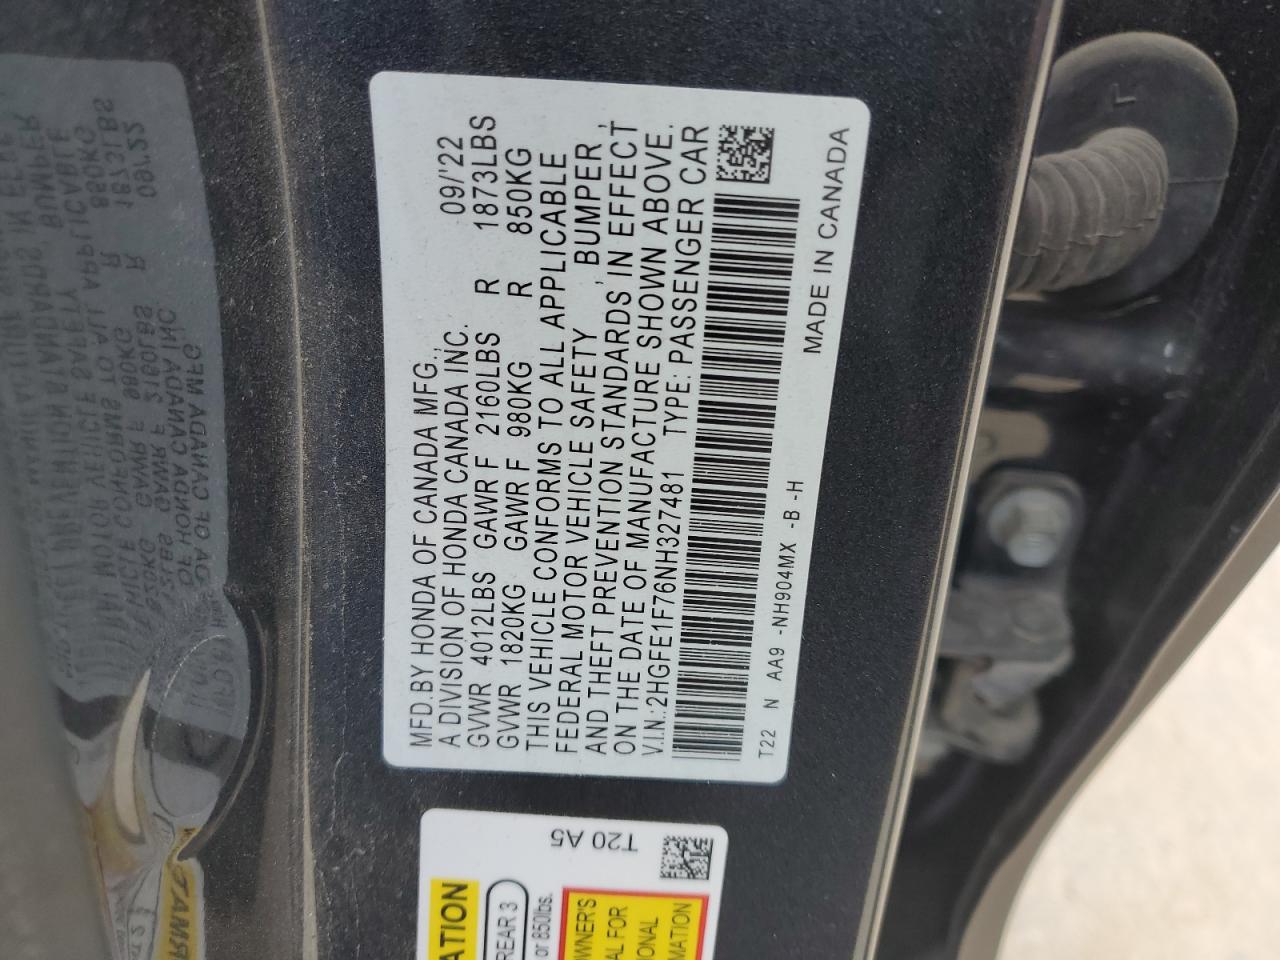 MFD.BY HONDA OF CANADA MFG.,
A DIVISION OF HONDA CANADA INC. 09/'22
GVWR 4012LBS GAWR F 2160LBS R 1873LBS
GVWR 1820KG GAWR F 980KG R 850KG
THIS VEHICLE CONFORMS TO ALL APPLICABLE
FEDERAL MOTOR VEHICLE SAFETY , BUMPER ,
AND THEFT PREVENTION STANDARDS IN EFFECT
ON THE DATE OF MANUFACTURE SHOWN ABOVE.
V.I.N.:2HGFE1F76NH327481 TYPE: PASSENGER CAR
T22 N AA9 -NH904MX -B -H
MADE IN CANADA
T20 A5
ATION
REAR 3
or 850lbs.
OWNER'S
AL FOR
IONAL
MATION